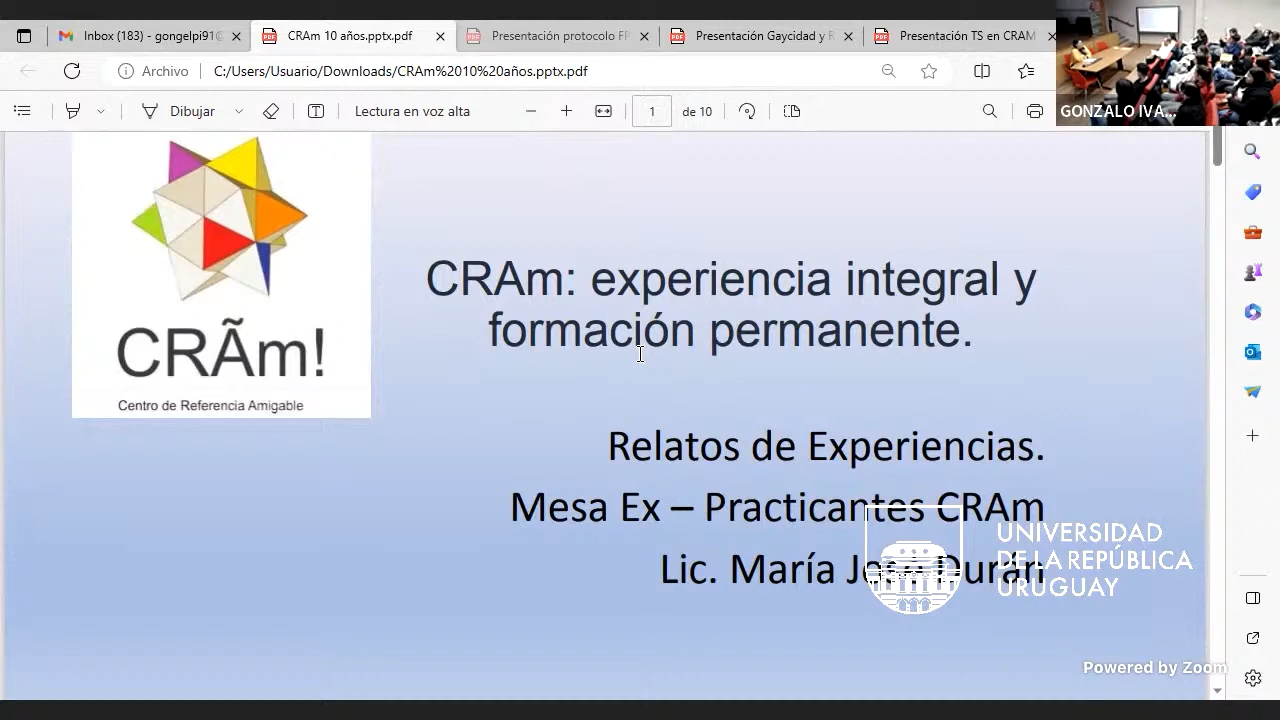 Inbox (183) - gongelpi91@
CRAm 10 años.pptx.pdf
Presentación protocolo FP
Presentación Gaycidad y R
Presentación TS en CRAM
Archivo
C:/Users/Usuario/Downloads/CRAm%2010%20años.pptx.pdf
Dibujar
Lectura en voz alta
1
de 10
GONZALO IVA...
CRÃm!
Centro de Referencia Amigable
CRAm: experiencia integral y
formación permanente.
Relatos de Experiencias.
Mesa Ex – Practicantes CRAm
Lic. María José Durán
UNIVERSIDAD
DE LA REPÚBLICA
URUGUAY
Powered by Zoom